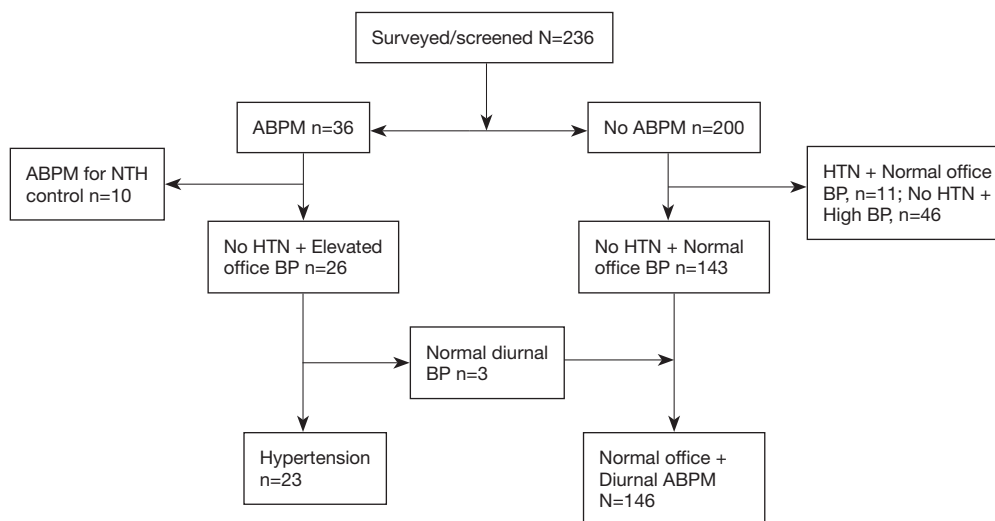 Surveyed/screened N=236
ABPM n=36
No ABPM n=200
ABPM for NTH
control n=10
HTN + Normal office
BP, n=11; No HTN +
High BP, n=46
No HTN + Elevated
office BP n=26
No HTN + Normal
office BP n=143
Normal diurnal
BP n=3
Hypertension
n=23
Normal office +
Diurnal ABPM
N=146